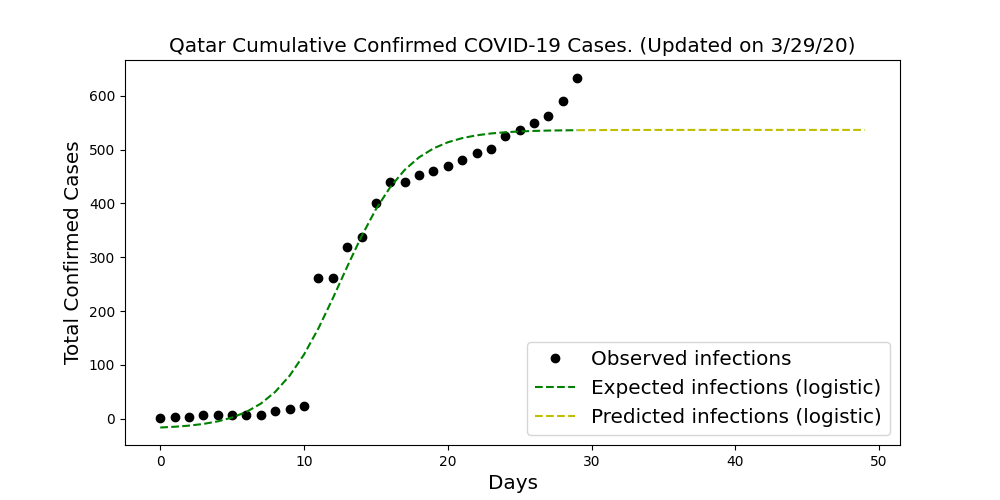 Qatar Cumulative Confirmed COVID-19 Cases. (Updated on 3/29/20)
Total Confirmed Cases
600
500
400
300
200
100
0
Observed infections
Expected infections (logistic)
Predicted infections (logistic)
0 10 20 30 40 50
Days